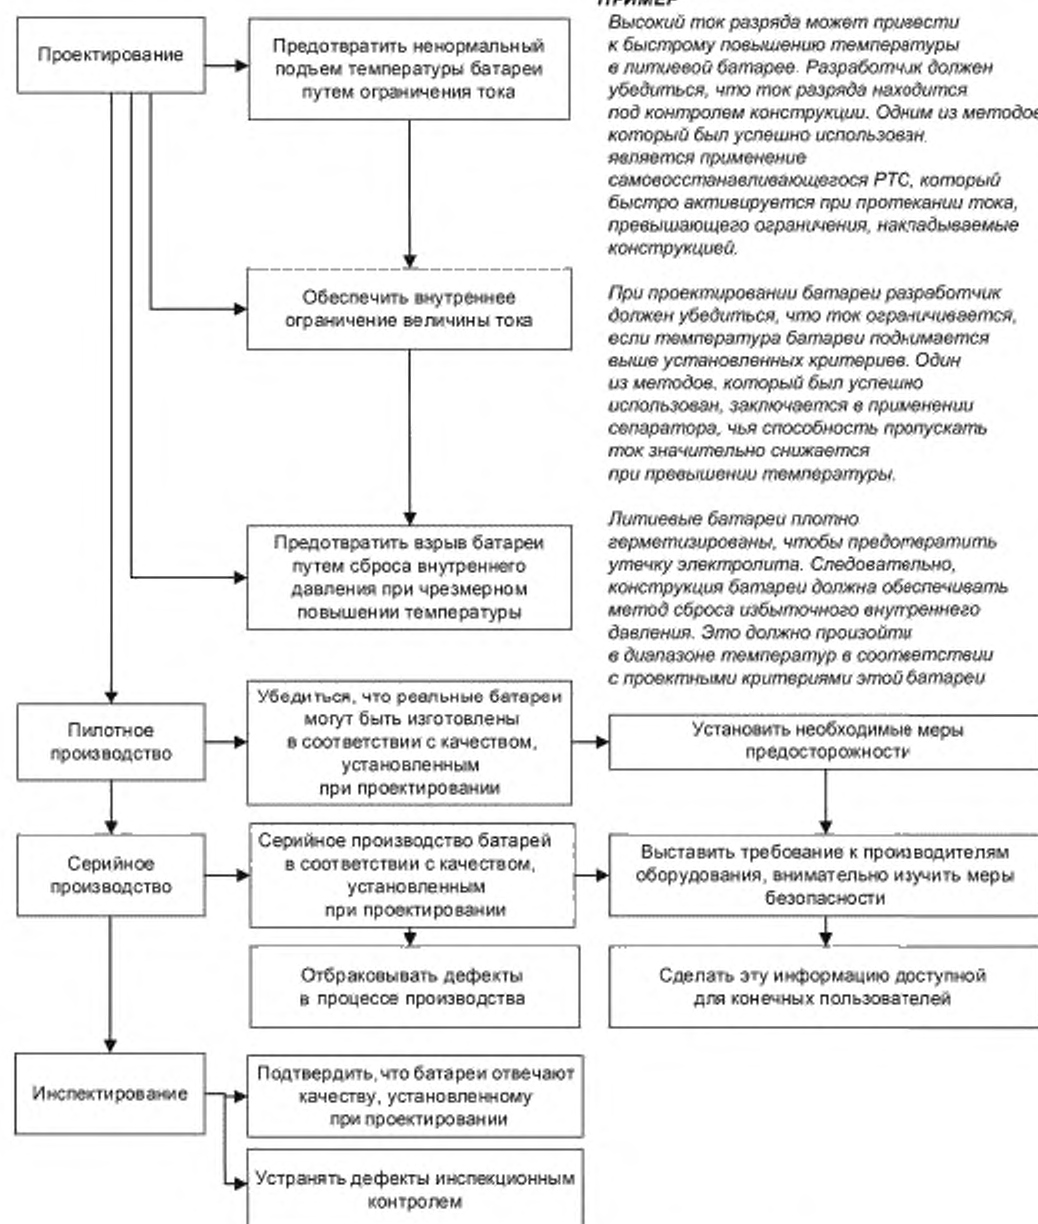 ПРИМЕР
Проектирование
Предотвратить ненормальный
подъем температуры батареи
путем ограничения тока
Высокий ток разряда может привести
к быстрому повышению температуры
в литиевой батарее. Разработчик должен
убедиться, что ток разряда находится
под контролем конструкции. Одним из методов
который был успешно использован,
является применение
самовосстанавливающегося РТС, который
быстро активируется при протекании тока,
превышающего ограничения, накладываемые
конструкцией.
Обеспечить внутреннее
ограничение величины тока
При проектировании батареи разработчик
должен убедиться, что ток ограничивается,
если температура батареи поднимается
выше установленных критериев. Один
из методов, который был успешно
использован, заключается в применении
сепаратора, чья способность пропускать
ток значительно снижается
при превышении температуры.
Предотвратить взрыв батареи
путем сброса внутреннего
давления при чрезмерном
повышении температуры
Литиевые батареи плотно
герметизированы, чтобы предотвратить
утечку электролита. Следовательно,
конструкция батареи должна обеспечивать
метод сброса избыточного внутреннего
давления. Это должно произойти
в диапазоне температур в соответствии
с проектными критериями этой батареи
Пилотное
производство
Убедиться, что реальные батареи
могут быть изготовлены
в соответствии с качеством,
установленным
при проектировании
Установить необходимые меры
предосторожности
Серийное
производство
Серийное производство батарей
в соответствии с качеством,
установленным
при проектировании
Выставить требование к производителям
оборудования, внимательно изучить меры
безопасности
Отбраковывать дефекты
в процессе производства
Сделать эту информацию доступной
для конечных пользователей
Инспектирование
Подтвердить, что батареи отвечают
качеству, установленному
при проектировании
Устранять дефекты инспекционным
контролем